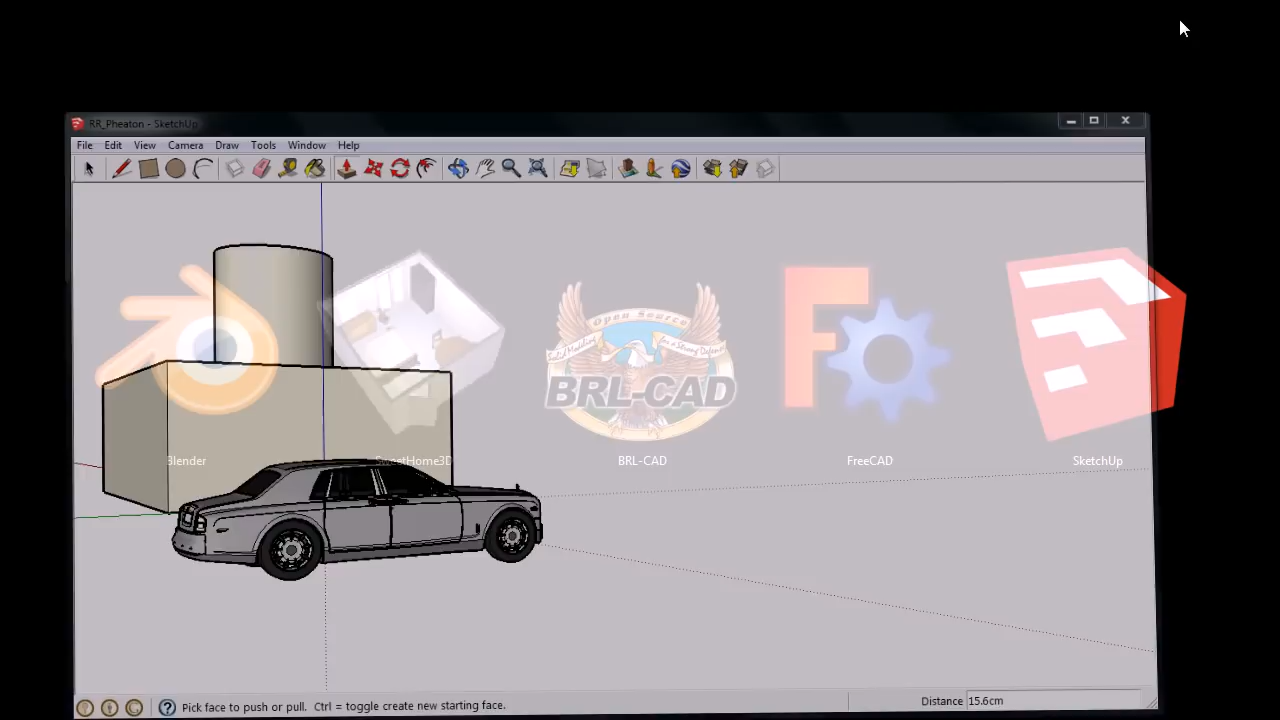 RR_Pheaton - SketchUp
File Edit View Camera Draw Tools Window Help
Open Source
BRL-CAD
F
Blender SweetHome3D BRL-CAD FreeCAD SketchUp
Pick face to push or pull. Ctrl = toggle create new starting face. Distance 15.6cm